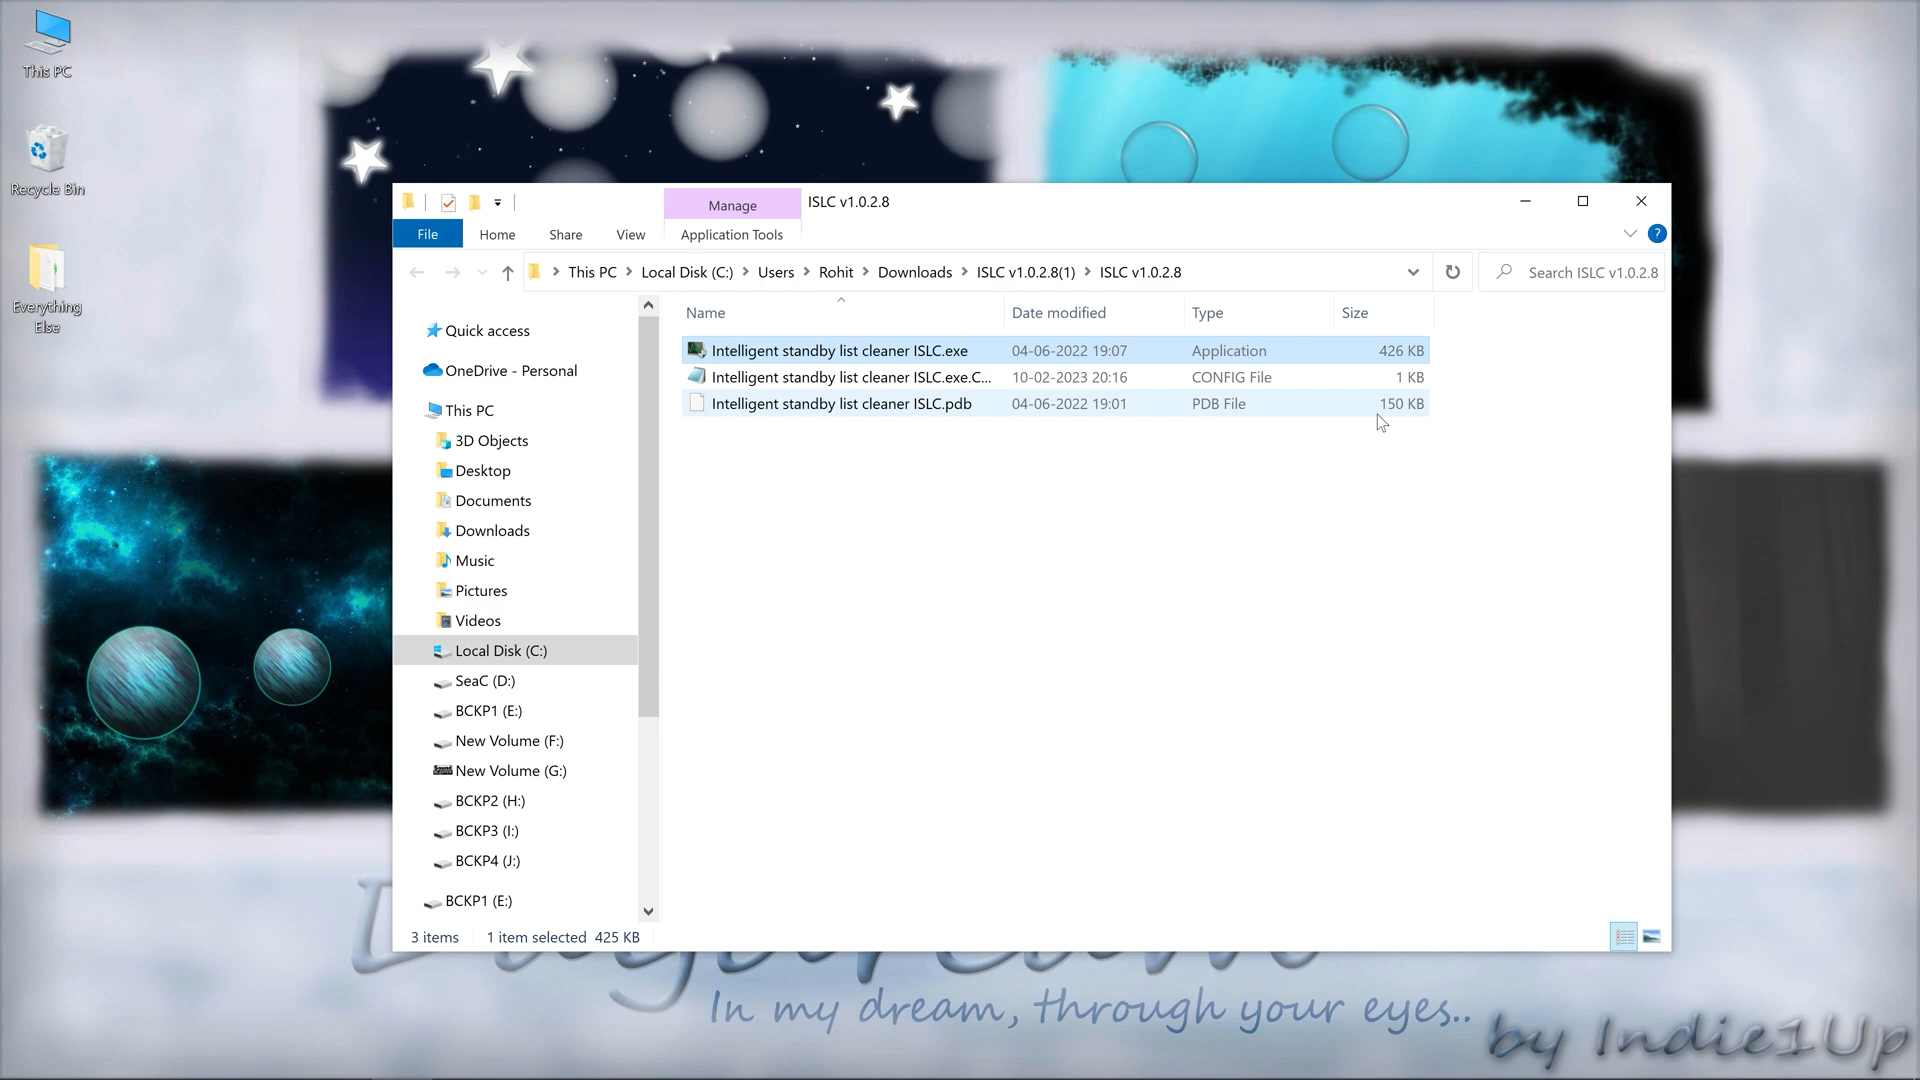 This PC
Recycle Bin
Everything
Else
Manage
ISLC v1.0.2.8
File
Home
Share
View
Application Tools
?
This PC
Local Disk (C:)
Users
Rohit
Downloads
ISLC v1.0.2.8(1)
ISLC v1.0.2.8
Search ISLC v1.0.2.8
Name
Date modified
Type
Size
Intelligent standby list cleaner ISLC.exe
04-06-2022 19:07
Application
426 KB
Intelligent standby list cleaner ISLC.exe.C...
10-02-2023 20:16
CONFIG File
1 KB
Intelligent standby list cleaner ISLC.pdb
04-06-2022 19:01
PDB File
150 KB
Quick access
OneDrive - Personal
This PC
3D Objects
Desktop
Documents
Downloads
Music
Pictures
Videos
Local Disk (C:)
SeaC (D:)
BCKP1 (E:)
New Volume (F:)
New Volume (G:)
BCKP2 (H:)
BCKP3 (I:)
BCKP4 (J:)
BCKP1 (E:)
3 items
1 item selected 425 KB
In my dream, through your eyes..
by Indie1Up